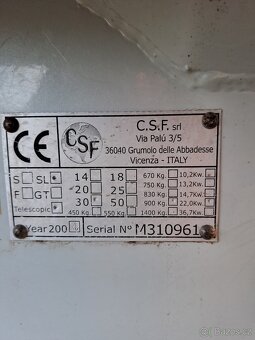 C.S.F. srl
Via Palú 3/5
36040 Grumolo delle Abbadesse
Vicenza - ITALY
CE
CSF
S SL 14 18 670 Kg. 10,2Kw.
F GT 20 25 750 Kg. 13,2Kw.
830 Kg. 14,7Kw.
Telescopic 30 50 900 Kg. 22,0Kw.
450 Kg. 550 Kg. 1400 Kg. 36,7Kw.
Year 200 Serial N° M310961